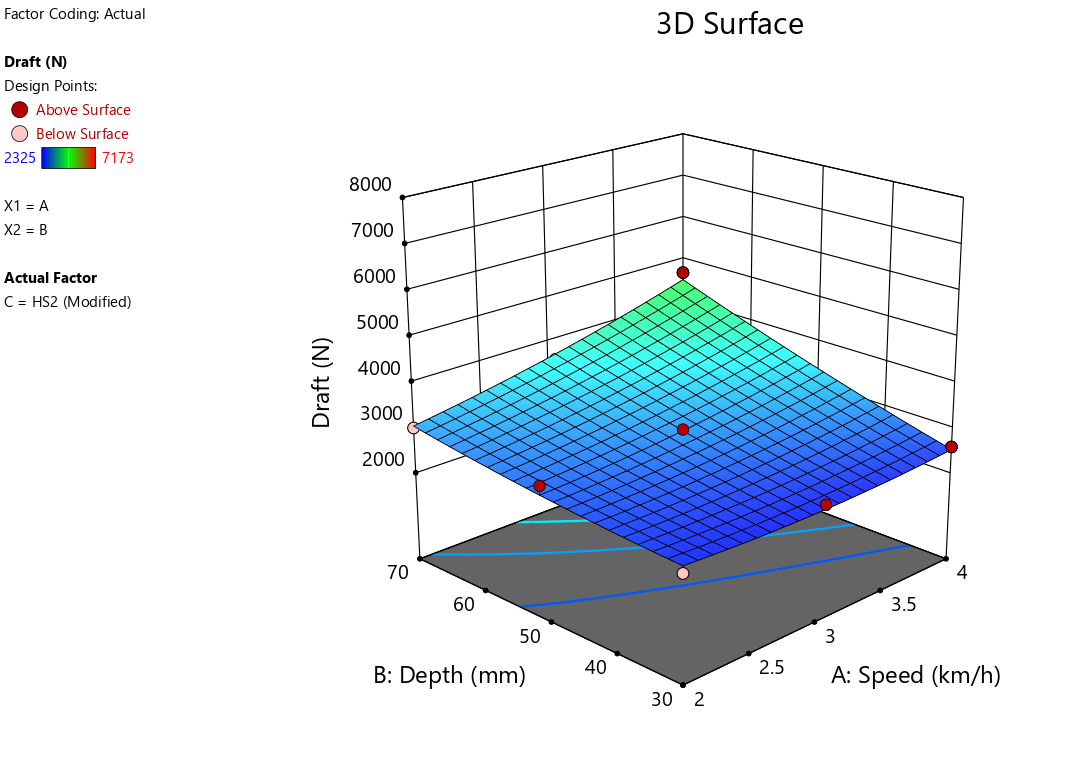 Factor Coding: Actual
3D Surface
Draft (N)
Design Points:
Above Surface
Below Surface
2325 7173
X1 = A
X2 = B
Actual Factor
C = HS2 (Modified)
8000
7000
6000
5000
4000
3000
2000
Draft (N)
70
60
50
40
30
2
2.5
3
3.5
4
B: Depth (mm)
A: Speed (km/h)